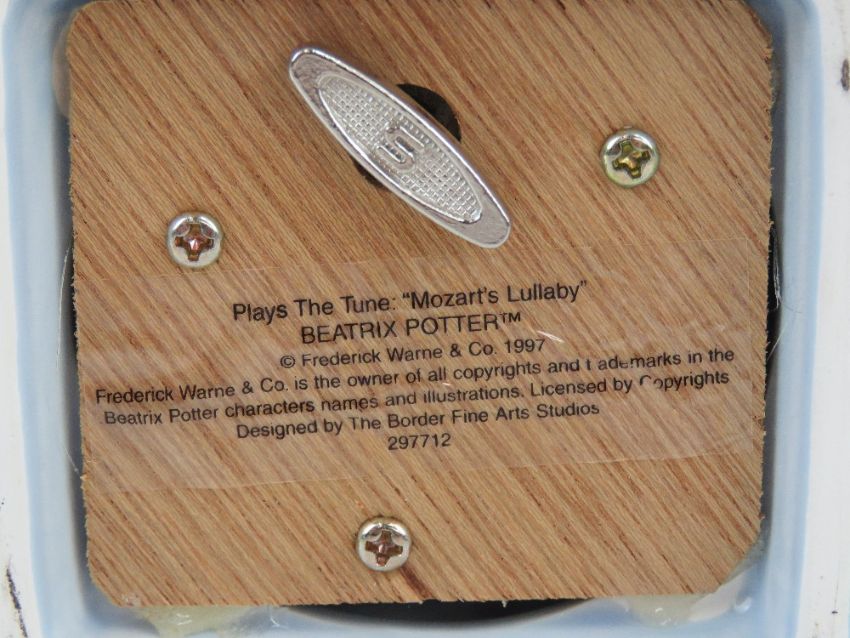 Plays The Tune: “Mozart's Lullaby”
BEATRIX POTTER™
© Frederick Warne & Co. 1997
Frederick Warne & Co. is the owner of all copyrights and t ademarks in the
Beatrix Potter characters names and illustrations. Licensed by Copyrights
Designed by The Border Fine Arts Studios
297712